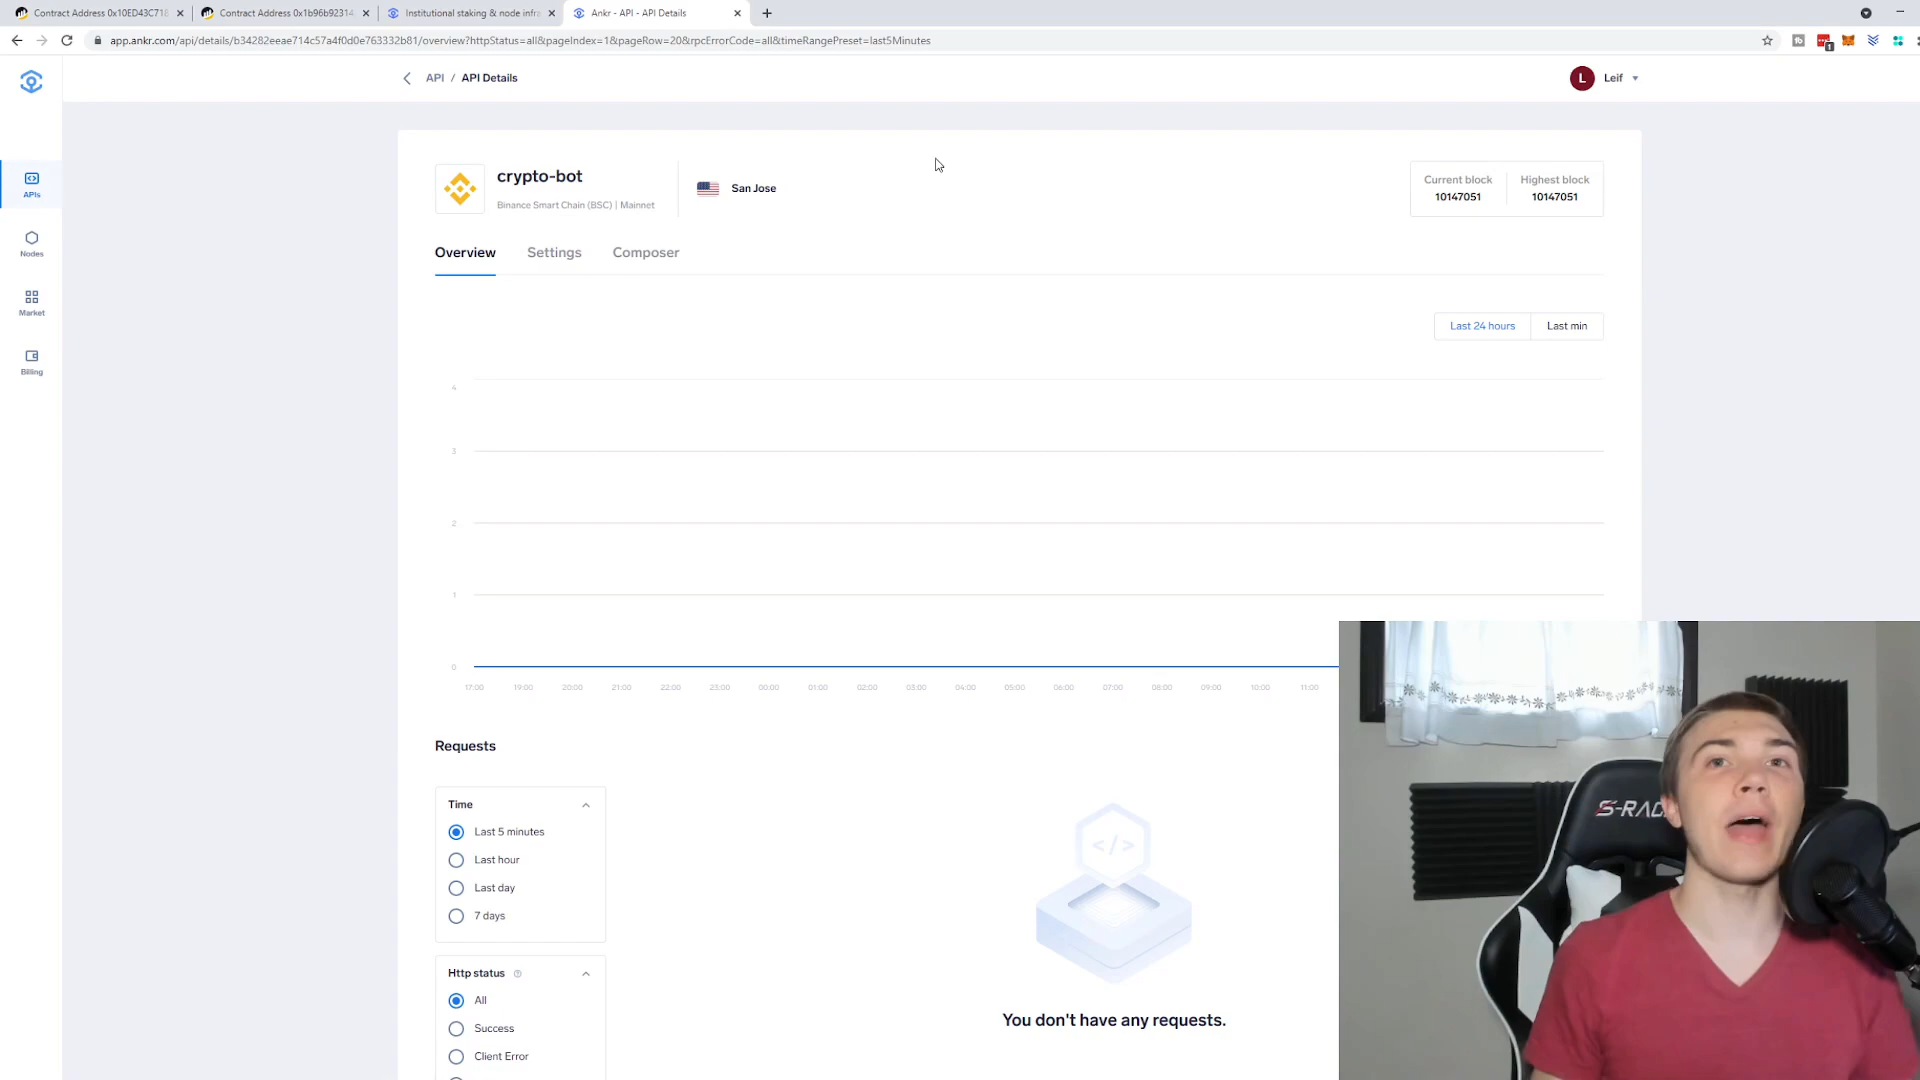 Contract Address 0x10ED43C718
Contract Address 0x1b96b92314
Institutional staking & node infra
Ankr - API - API Details
app.ankr.com/api/details/b34282eeae714c57a4f0d0e763332b81/overview?httpStatus=all&pageIndex=1&pageRow=20&rpcErrorCode=all&timeRangePreset=last5Minutes
API / API Details
L Leif
APIs
Nodes
Market
Billing
crypto-bot
Binance Smart Chain (BSC) | Mainnet
San Jose
Current block
10147051
Highest block
10147051
Overview Settings Composer
Last 24 hours Last min
4
3
2
1
0
17:00 19:00 20:00 21:00 22:00 23:00 00:00 01:00 02:00 03:00 04:00 05:00 06:00 07:00 08:00 09:00 10:00 11:00
Requests
Time
Last 5 minutes
Last hour
Last day
7 days
Http status
All
Success
Client Error
</>
You don't have any requests.
S-RAC